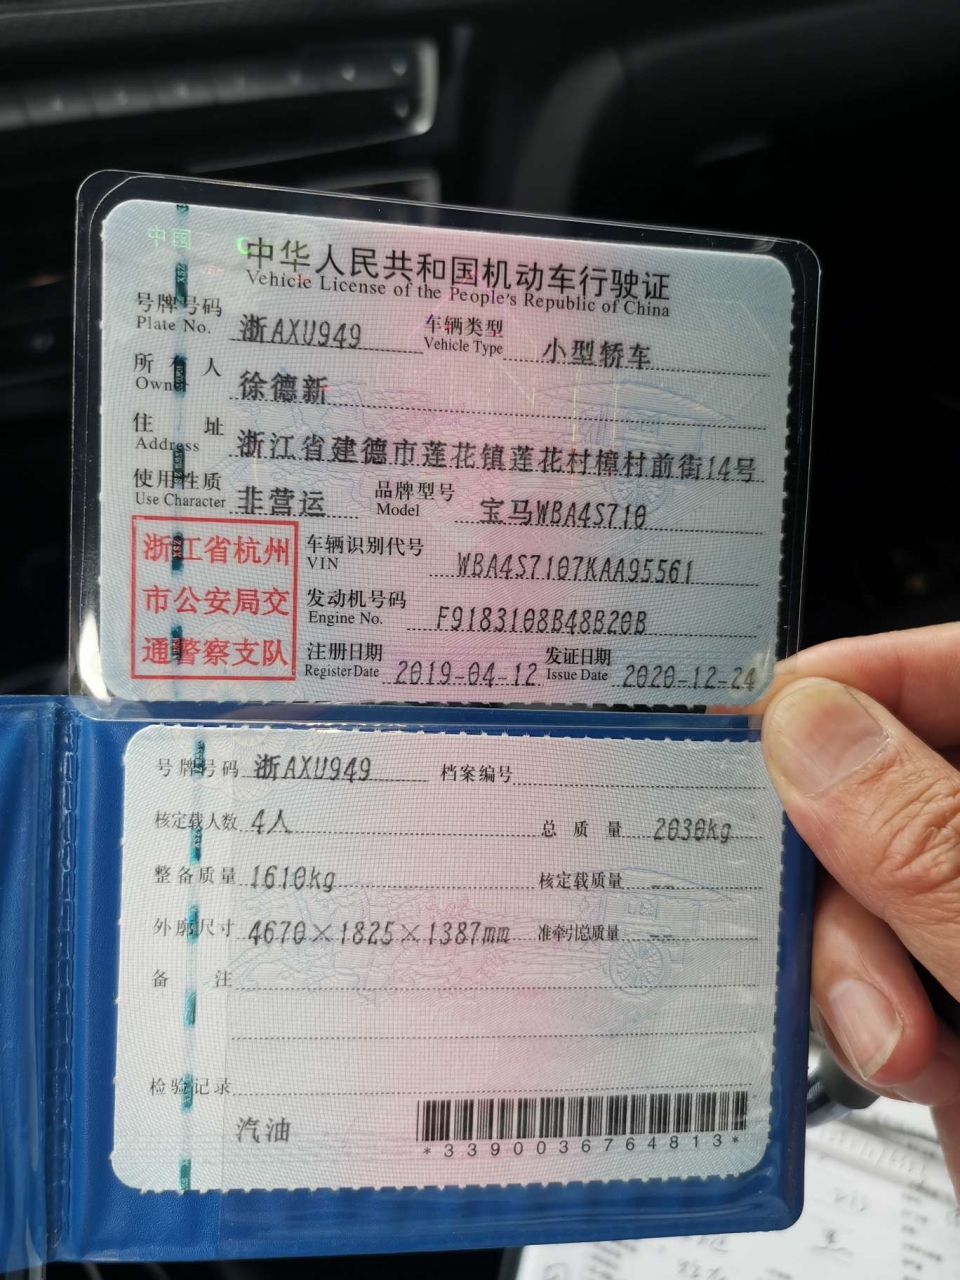 中国
中华人民共和国机动车行驶证
Vehicle License of the People's Republic of China
号牌号码 浙AXU949 车辆类型 小型轿车
Plate No. Vehicle Type
所有人 徐德新
Owner
住址 浙江省建德市莲花镇莲花村樟村前街14号
Address
使用性质 非营运 品牌型号 宝马WBA4S710
Use Character Model
浙江省杭州
市公安局交
通警察支队
车辆识别代号 WBA4S7107KAA95561
VIN
发动机号码 F9183108B48B20B
Engine No.
注册日期 2019-04-12 发证日期 2020-12-24
Register Date Issue Date
号牌号码 浙AXU949 档案编号
核定载人数 4人 总质量 2030kg
整备质量 1610kg 核定载质量 --
外廓尺寸 4670×1825×1387mm 准牵引总质量 --
备注
检验记录
汽油
*3390036764813*